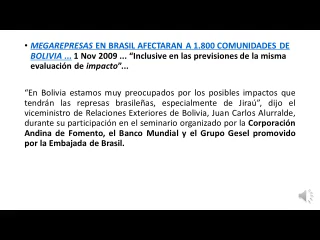 • MEGAREPRESAS EN BRASIL AFECTARAN A 1.800 COMUNIDADES DE
BOLIVIA ... 1 Nov 2009 ... “Inclusive en las previsiones de la misma
evaluación de impacto”...
“En Bolivia estamos muy preocupados por los posibles impactos que
tendrán las represas brasileñas, especialmente de Jiraú”, dijo el
viceministro de Relaciones Exteriores de Bolivia, Juan Carlos Alurralde,
durante su participación en el seminario organizado por la Corporación
Andina de Fomento, el Banco Mundial y el Grupo Gesel promovido
por la Embajada de Brasil.